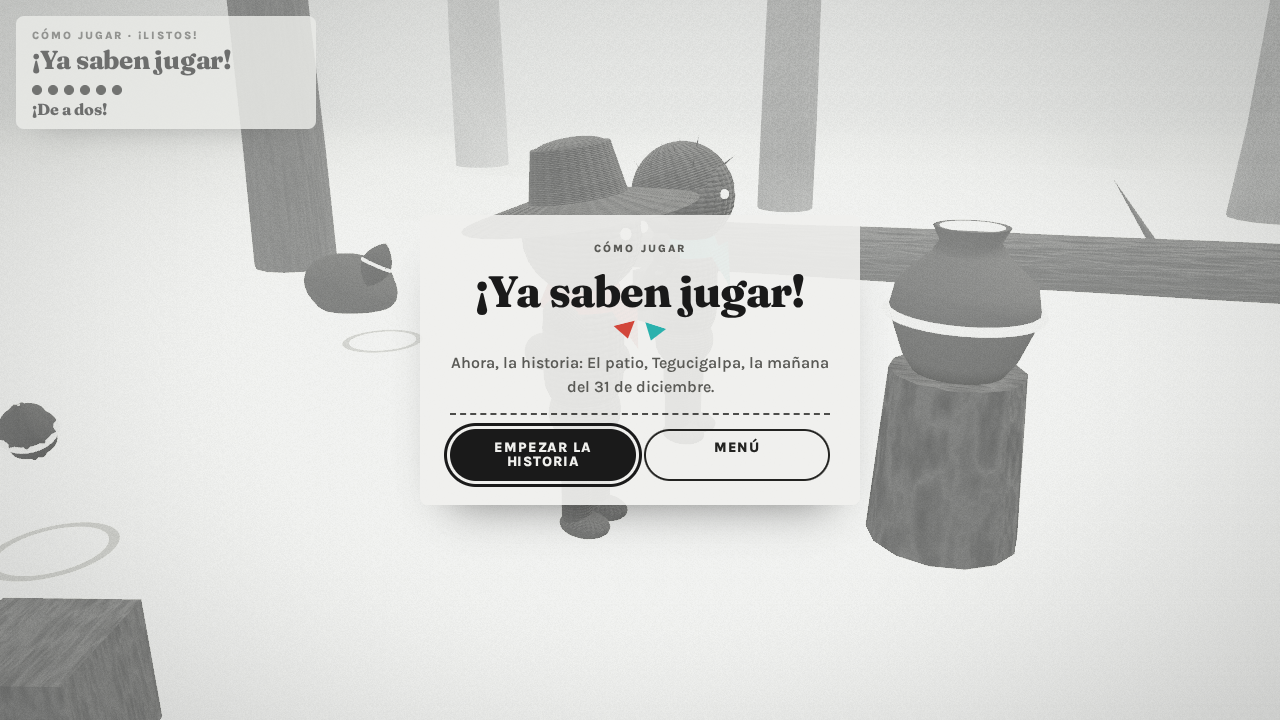 CÓMO JUGAR · ¡LISTOS!
¡Ya saben jugar!
¡De a dos!
CÓMO JUGAR
¡Ya saben jugar!
Ahora, la historia: El patio, Tegucigalpa, la mañana
del 31 de diciembre.
EMPEZAR LA
HISTORIA
MENÚ